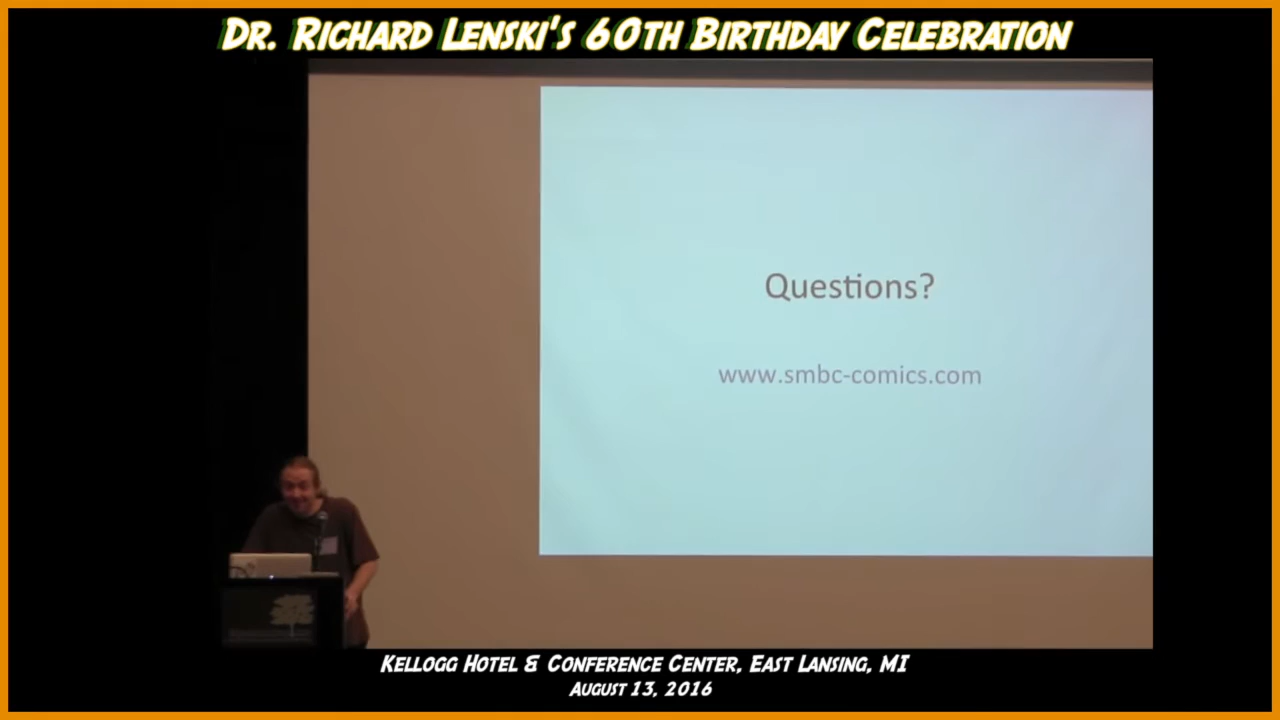 Dr. Richard Lenski's 60th Birthday Celebration
Questions?
www.smbc-comics.com
Kellogg Hotel & Conference Center, East Lansing, MI
August 13, 2016